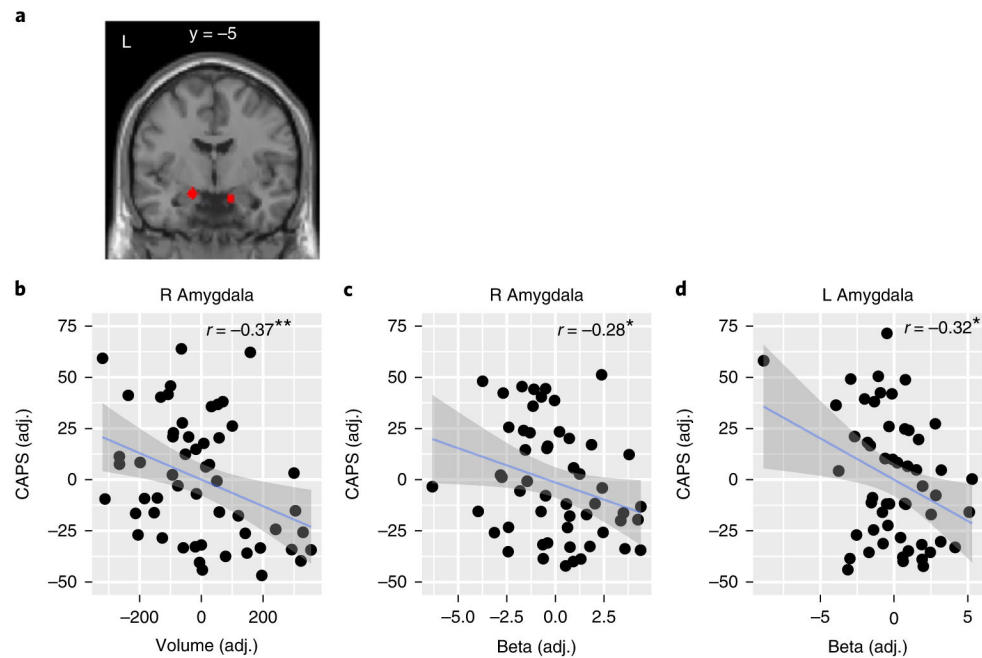 a
L
y = –5
b
R Amygdala
r = –0.37**
75
50
25
0
–25
–50
CAPS (adj.)
–200
0
200
Volume (adj.)
c
R Amygdala
r = –0.28*
75
50
25
0
–25
–50
CAPS (adj.)
–5.0
–2.5
0.0
2.5
Beta (adj.)
d
L Amygdala
r = –0.32*
75
50
25
0
–25
–50
CAPS (adj.)
–5
0
5
Beta (adj.)